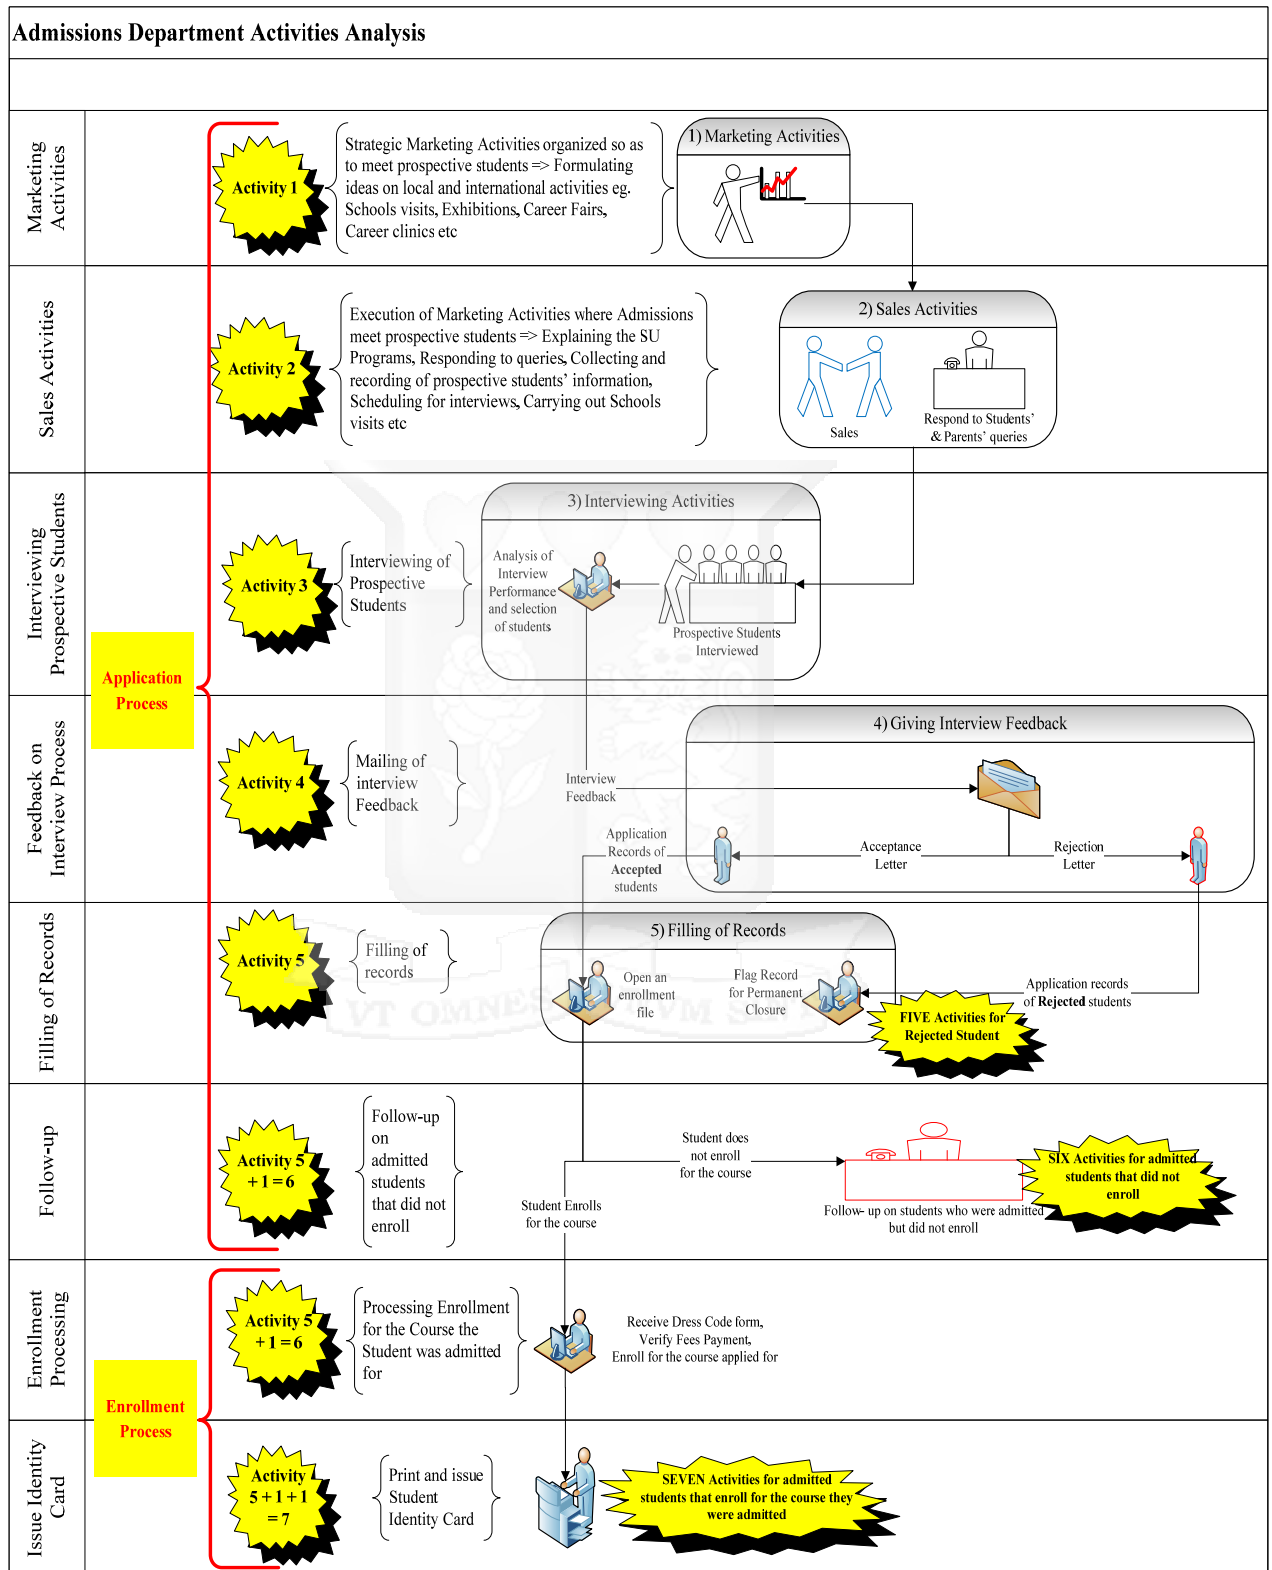 Admissions Department Activities Analysis
Marketing
Activities
Activity 1
Strategic Marketing Activities organized so as
to meet prospective students => Formulating
ideas on local and international activities eg.
Schools visits, Exhibitions, Career Fairs,
Career clinics etc
1) Marketing Activities
Sales Activities
Activity 2
Execution of Marketing Activities where Admissions
meet prospective students => Explaining the SU
Programs, Responding to queries, Collecting and
recording of prospective students' information,
Scheduling for interviews, Carrying out Schools
visits etc
2) Sales Activities
Sales
Respond to Students'
& Parents' queries
Interviewing
Prospective Students
Activity 3
Interviewing of
Prospective
Students
3) Interviewing Activities
Analysis of
Interview
Performance
and selection
of students
Prospective Students
Interviewed
Application
Process
Feedback on
Interview Process
Activity 4
Mailing of
interview
Feedback
4) Giving Interview Feedback
Interview
Feedback
Application
Records of
Accepted
students
Acceptance
Letter
Rejection
Letter
Filling of Records
Activity 5
Filling of
records
5) Filling of Records
Open an
enrollment
file
Flag Record
for Permanent
Closure
Application records
of Rejected students
FIVE Activities for
Rejected Student
VT OMNES
VM S
Follow-up
Activity 5
+ 1 = 6
Follow-up
on
admitted
students
that did not
enroll
Student does
not enroll
for the course
Student Enrolls
for the course
Follow- up on students who were admitted
but did not enroll
SIX Activities for admitted
students that did not
enroll
Enrollment
Processing
Activity 5
+ 1 = 6
Processing Enrollment
for the Course the
Student was admitted
for
Receive Dress Code form,
Verify Fees Payment,
Enroll for the course applied for
Enrollment
Process
Issue Identity
Card
Activity
5 + 1 + 1
= 7
Print and issue
Student
Identity Card
SEVEN Activities for admitted
students that enroll for the course they
were admitted